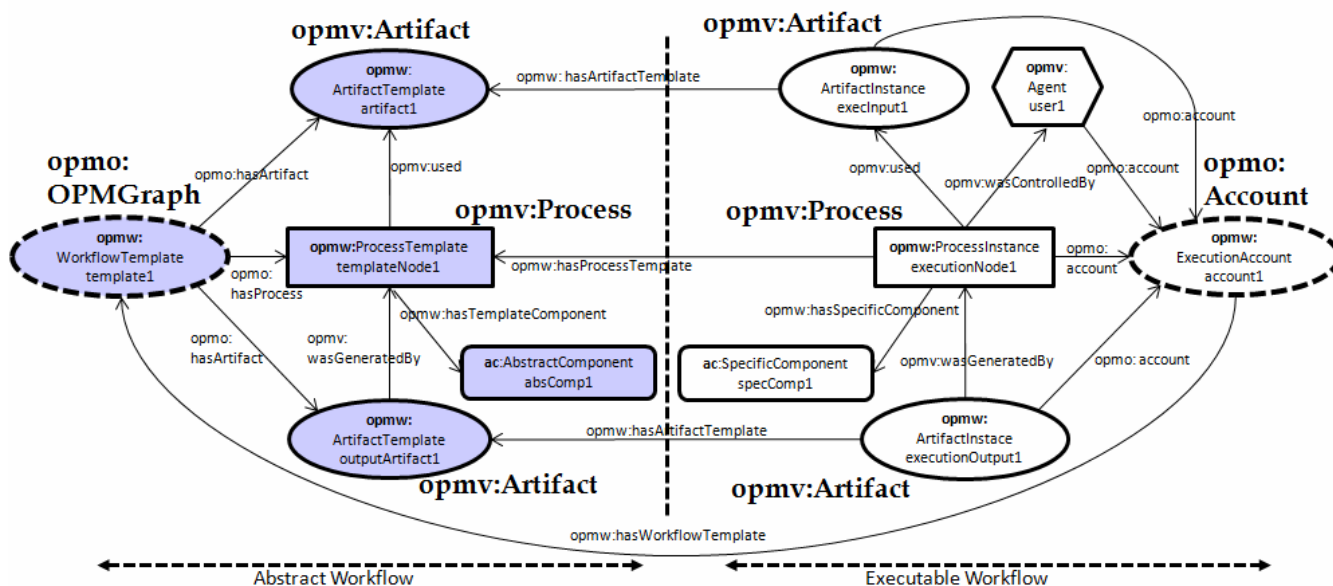 opmv:Artifact
opmv:Artifact
opmw:
ArtifactTemplate
artifact1
opmw: hasArtifactTemplate
opmw:
ArtifactInstance
execInput1
opmv:
Agent
user1
opmo:account
opmo:
OPMGraph
opmo:hasArtifact
opmv:used
opmv:used
opmv:wasControlledBy
opmo:account
opmo:
Account
opmv:Process
opmv:Process
opmw:
WorkflowTemplate
template1
opmo:
hasProcess
opmw:ProcessTemplate
templateNode1
opmw:hasProcessTemplate
opmw:ProcessInstance
executionNode1
opmo:
account
opmw:
ExecutionAccount
account1
opmw:hasTemplateComponent
opmw:hasSpecificComponent
opmo:
hasArtifact
opmv:
wasGeneratedBy
ac:AbstractComponent
absComp1
ac:SpecificComponent
specComp1
opmv:wasGeneratedBy
opmo: account
opmw:
ArtifactTemplate
outputArtifact1
opmw:hasArtifactTemplate
opmw:
ArtifactInstace
executionOutput1
opmv:Artifact
opmv:Artifact
opmw:hasWorkflowTemplate
Abstract Workflow
Executable Workflow